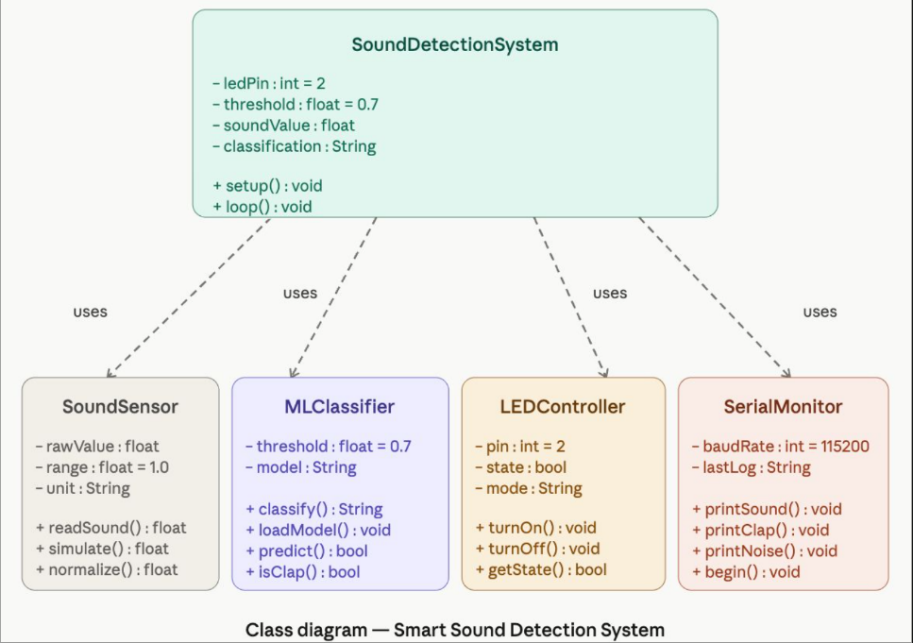 SoundDetectionSystem
– ledPin : int = 2
– threshold : float = 0.7
– soundValue : float
– classification : String
+ setup() : void
+ loop() : void
uses
uses
uses
uses
SoundSensor
– rawValue : float
– range : float = 1.0
– unit : String
+ readSound() : float
+ simulate() : float
+ normalize() : float
MLClassifier
– threshold : float = 0.7
– model : String
+ classify() : String
+ loadModel() : void
+ predict() : bool
+ isClap() : bool
LEDController
– pin : int = 2
– state : bool
– mode : String
+ turnOn() : void
+ turnOff() : void
+ getState() : bool
SerialMonitor
– baudRate : int = 115200
– lastLog : String
+ printSound() : void
+ printClap() : void
+ printNoise() : void
+ begin() : void
Class diagram — Smart Sound Detection System